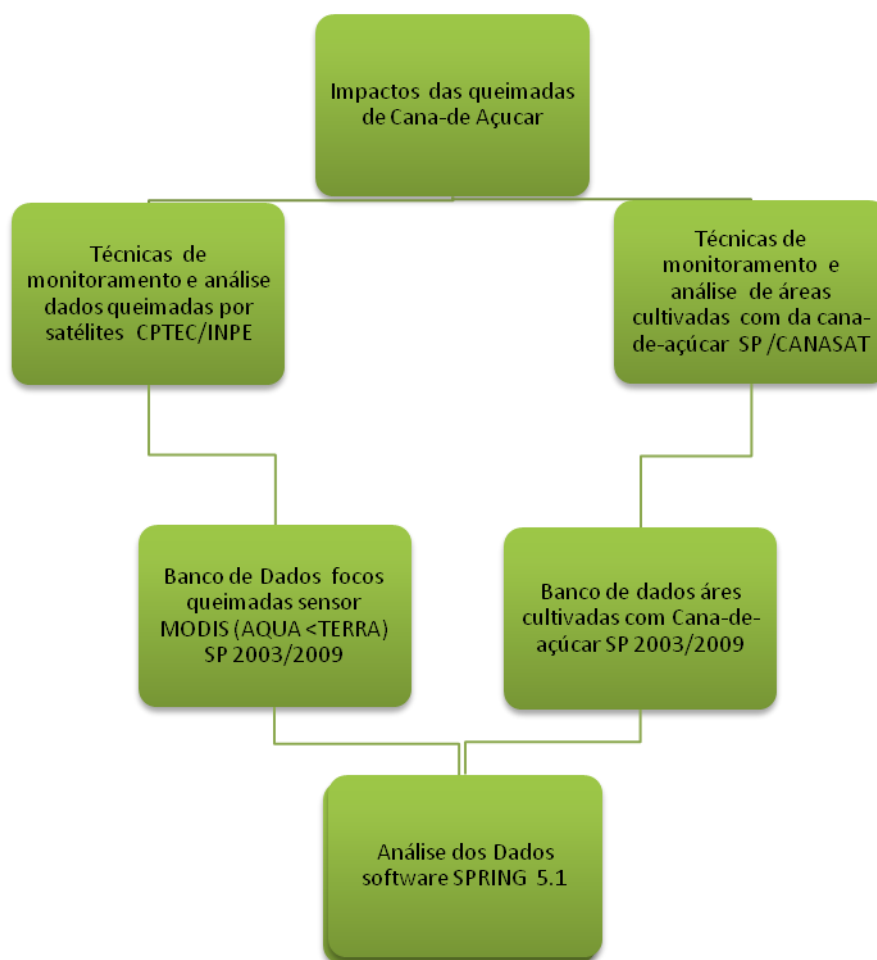 Impactos das queimadas
de Cana-de Açucar
Técnicas de
monitoramento e análise
dados queimadas por
satélites CPTEC/INPE
Técnicas de
monitoramento e
análise de áreas
cultivadas com da cana-
de-açúcar SP /CANASAT
Banco de Dados focos
queimadas sensor
MODIS (AQUA <TERRA)
SP 2003/2009
Banco de dados áres
cultivadas com Cana-de-
açúcar SP 2003/2009
Análise dos Dados
software SPRING 5.1